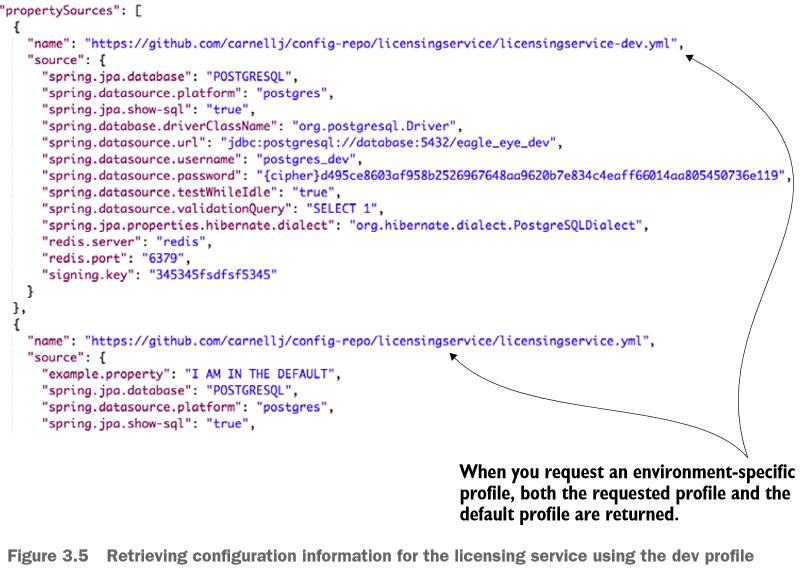 "propertySources": [
{
"name": "https://github.com/carnellj/config-repo/licensingservice/licensingservice-dev.yml",
"source": {
"spring.jpa.database": "POSTGRESQL",
"spring.datasource.platform": "postgres",
"spring.jpa.show-sql": "true",
"spring.database.driverClassName": "org.postgresql.Driver",
"spring.datasource.url": "jdbc:postgresql://database:5432/eagle_eye_dev",
"spring.datasource.username": "postgres_dev",
"spring.datasource.password": "{cipher}d495ce8603af958b2526967648aa9620b7e834c4eaff66014aa805450736e119",
"spring.datasource.testWhileIdle": "true",
"spring.datasource.validationQuery": "SELECT 1",
"spring.jpa.properties.hibernate.dialect": "org.hibernate.dialect.PostgreSQLDialect",
"redis.server": "redis",
"redis.port": "6379",
"signing.key": "345345fsdfsf5345"
}
},
{
"name": "https://github.com/carnellj/config-repo/licensingservice/licensingservice.yml",
"source": {
"example.property": "I AM IN THE DEFAULT",
"spring.jpa.database": "POSTGRESQL",
"spring.datasource.platform": "postgres",
"spring.jpa.show-sql": "true",
When you request an environment-specific
profile, both the requested profile and the
default profile are returned.
Figure 3.5 Retrieving configuration information for the licensing service using the dev profile